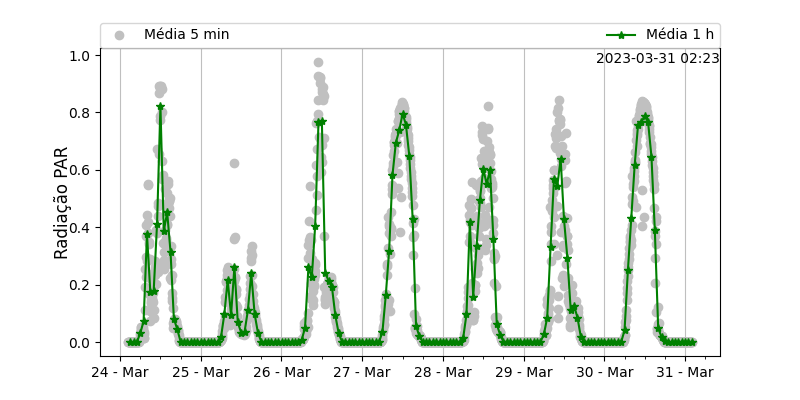 Média 5 min
Média 1 h
2023-03-31 02:23
Radiação PAR
1.0
0.8
0.6
0.4
0.2
0.0
24 - Mar
25 - Mar
26 - Mar
27 - Mar
28 - Mar
29 - Mar
30 - Mar
31 - Mar